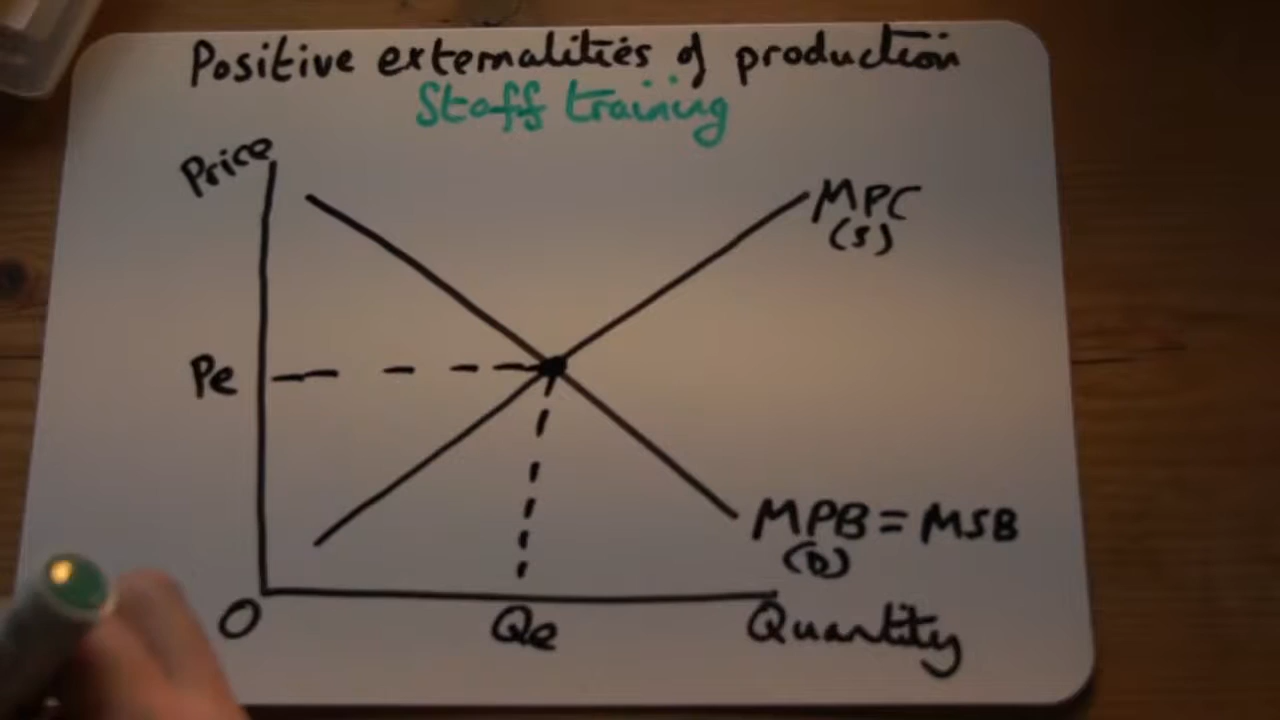 Positive externalities of production
Staff training
Price
MPC
(S)
Pe
MPB = MSB
(D)
O
Qe
Quantity